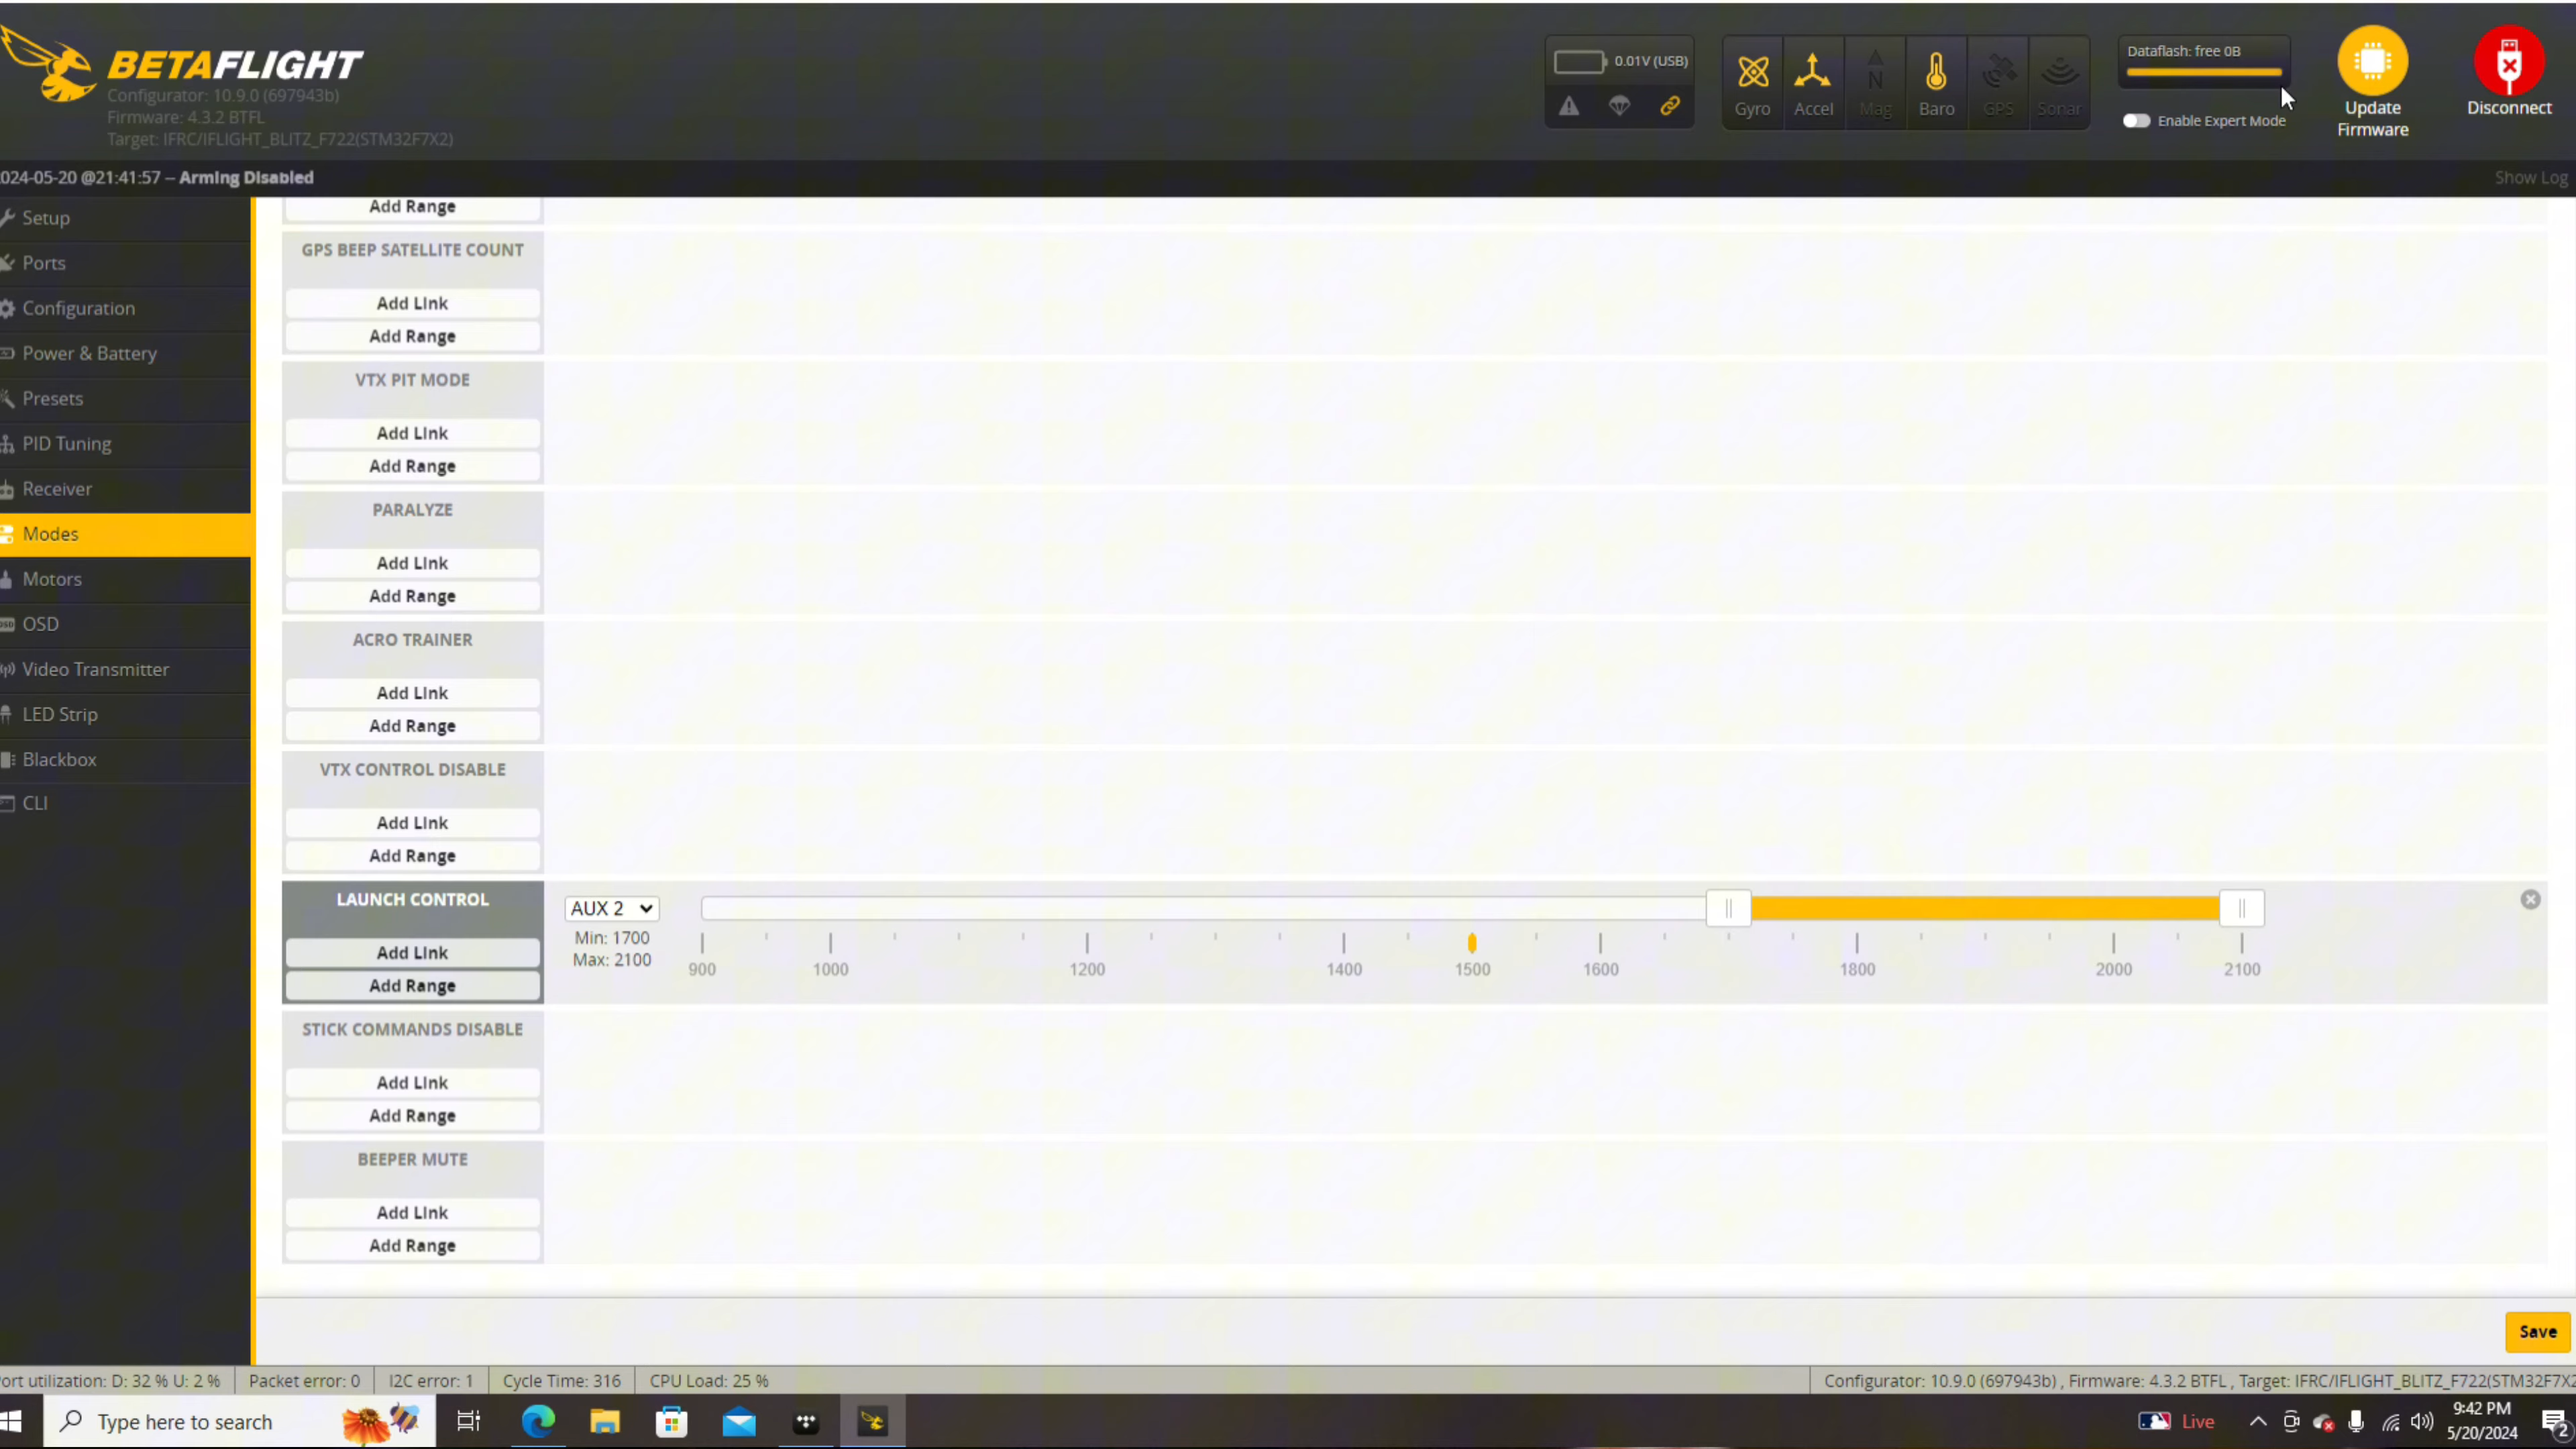 BETAFLIGHT
Configurator: 10.9.0 (697943b)
Firmware: 4.3.2 BTFL
Target: IFRC/IFLIGHT_BLITZ_F722(STM32F7X2)
0.01V (USB)
Gyro
Accel
N
Mag
Baro
GPS
Sonar
Dataflash: free 0B
Enable Expert Mode
Update
Firmware
Disconnect
024-05-20 @21:41:57 -- Arming Disabled
Show Log
Setup
Ports
Configuration
Power & Battery
Presets
PID Tuning
Receiver
Modes
Motors
OSD
Video Transmitter
LED Strip
Blackbox
CLI
Add Range
GPS BEEP SATELLITE COUNT
Add Link
Add Range
VTX PIT MODE
Add Link
Add Range
PARALYZE
Add Link
Add Range
ACRO TRAINER
Add Link
Add Range
VTX CONTROL DISABLE
Add Link
Add Range
LAUNCH CONTROL
Add Link
Add Range
AUX 2
Min: 1700
Max: 2100
900 1000 1200 1400 1500 1600 1800 2000 2100
STICK COMMANDS DISABLE
Add Link
Add Range
BEEPER MUTE
Add Link
Add Range
Save
ort utilization: D: 32 % U: 2 % Packet error: 0 I2C error: 1 Cycle Time: 316 CPU Load: 25 %
Configurator: 10.9.0 (697943b) , Firmware: 4.3.2 BTFL , Target: IFRC/IFLIGHT_BLITZ_F722(STM32F7X2
Type here to search
Live
9:42 PM
5/20/2024
2